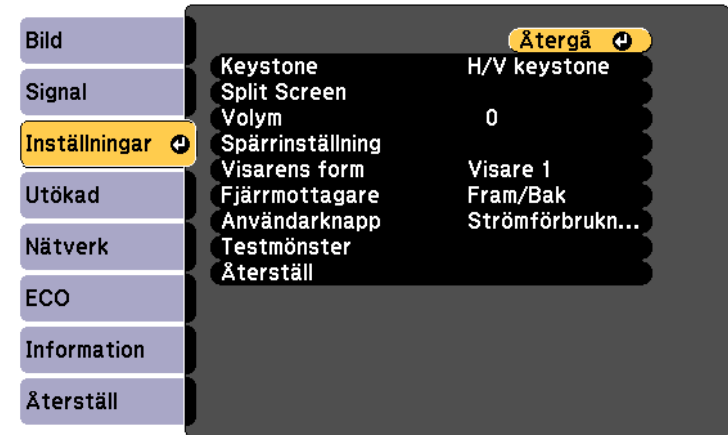 Bild
Signal
Inställningar
Utökad
Nätverk
ECO
Information
Återställ
Återgå
Keystone H/V keystone
Split Screen
Volym 0
Spärrinställning
Visarens form Visare 1
Fjärrmottagare Fram/Bak
Användarknapp Strömförbrukn...
Testmönster
Återställ